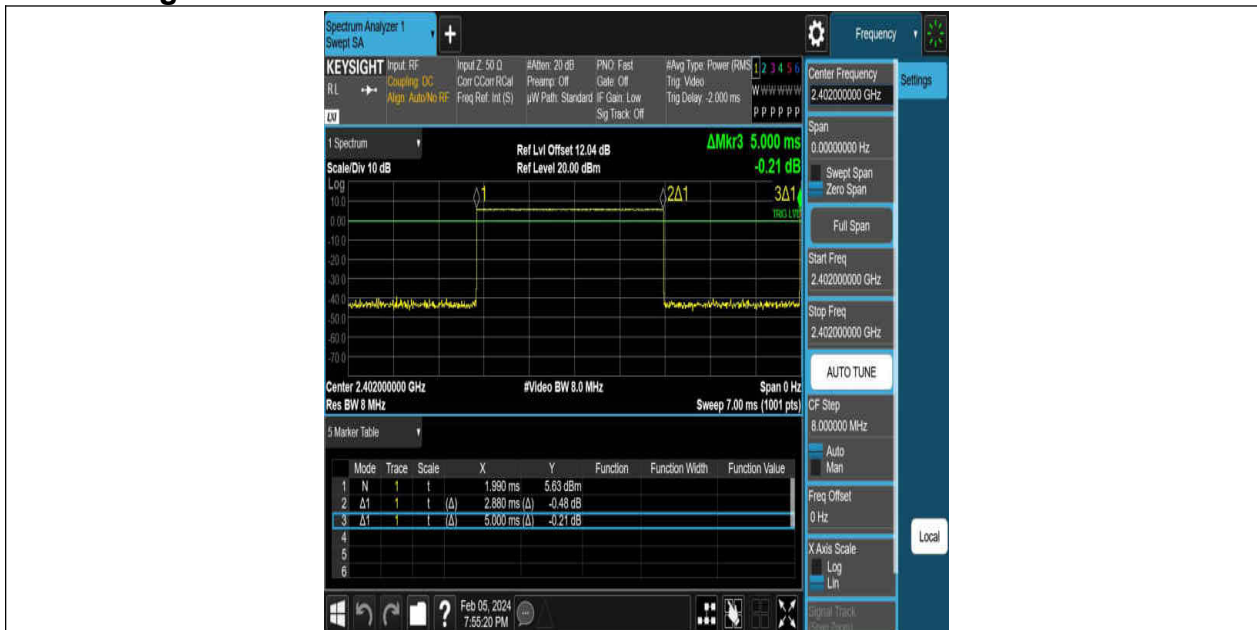 Spectrum Analyzer 1
Swept SA
+
Frequency
KEYSIGHT
RL
LXI
Input: RF
Coupling: DC
Align: Auto/No RF
Input Z: 50 Ω
Corr CCorr RCal
Freq Ref: Int (S)
#Atten: 20 dB
Preamp: Off
µW Path: Standard
PNO: Fast
Gate: Off
IF Gain: Low
Sig Track: Off
#Avg Type: Power (RMS
Trig: Video
Trig Delay: -2.000 ms
1 2 3 4 5 6
W W W W W W
P P P P P P
1 Spectrum
Scale/Div 10 dB
Ref Lvl Offset 12.04 dB
Ref Level 20.00 dBm
ΔMkr3 5.000 ms
-0.21 dB
Log
10.0
0.00
-10.0
-20.0
-30.0
-40.0
-50.0
-60.0
-70.0
1
2Δ1
3Δ1
TRIG LVL
Center 2.402000000 GHz
#Video BW 8.0 MHz
Span 0 Hz
Res BW 8 MHz
Sweep 7.00 ms (1001 pts)
5 Marker Table
Mode Trace Scale X Y Function Function Width Function Value
1 N 1 t 1.990 ms 5.63 dBm
2 Δ1 1 t (Δ) 2.880 ms (Δ) -0.48 dB
3 Δ1 1 t (Δ) 5.000 ms (Δ) -0.21 dB
4
5
6
Feb 05, 2024
7:55:20 PM
?
Center Frequency
2.402000000 GHz
Span
0.00000000 Hz
Swept Span
Zero Span
Full Span
Start Freq
2.402000000 GHz
Stop Freq
2.402000000 GHz
AUTO TUNE
CF Step
8.000000 MHz
Auto
Man
Freq Offset
0 Hz
X Axis Scale
Log
Lin
Signal Track
Settings
Local